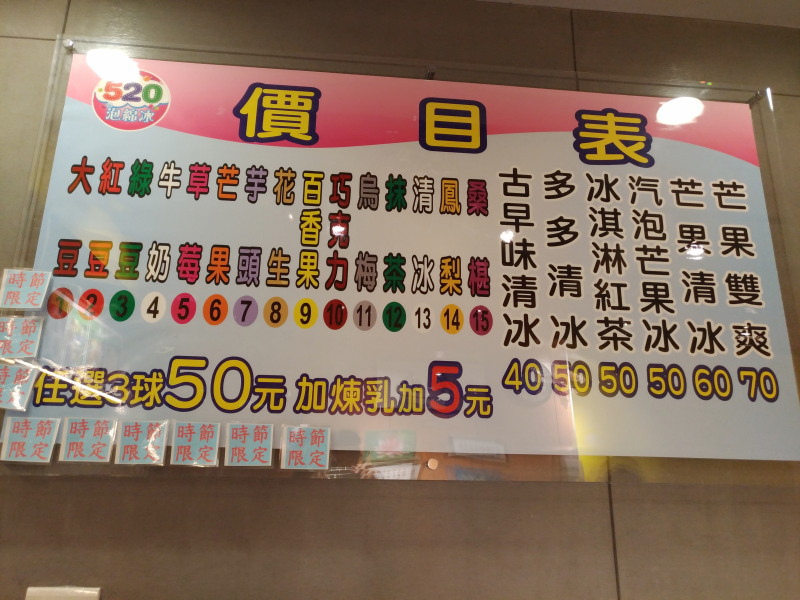 520
泡綿冰
價目表
大豆 1
紅豆 2
綠豆 3
牛奶 4
草莓 5
芒果 6
芋頭 7
花生 8
百香果 9
巧克力 10
烏梅 11
抹茶 12
清冰 13
鳳梨 14
桑椹 15
任選3球50元 加煉乳加5元
古早味清冰 40
多多清冰 50
冰淇淋紅茶 50
汽泡芒果冰 50
芒果清冰 60
芒果雙爽 70
時節限定
時節限定
時節限定
時節限定
時節限定
時節限定
時節限定
時節限定
時節限定